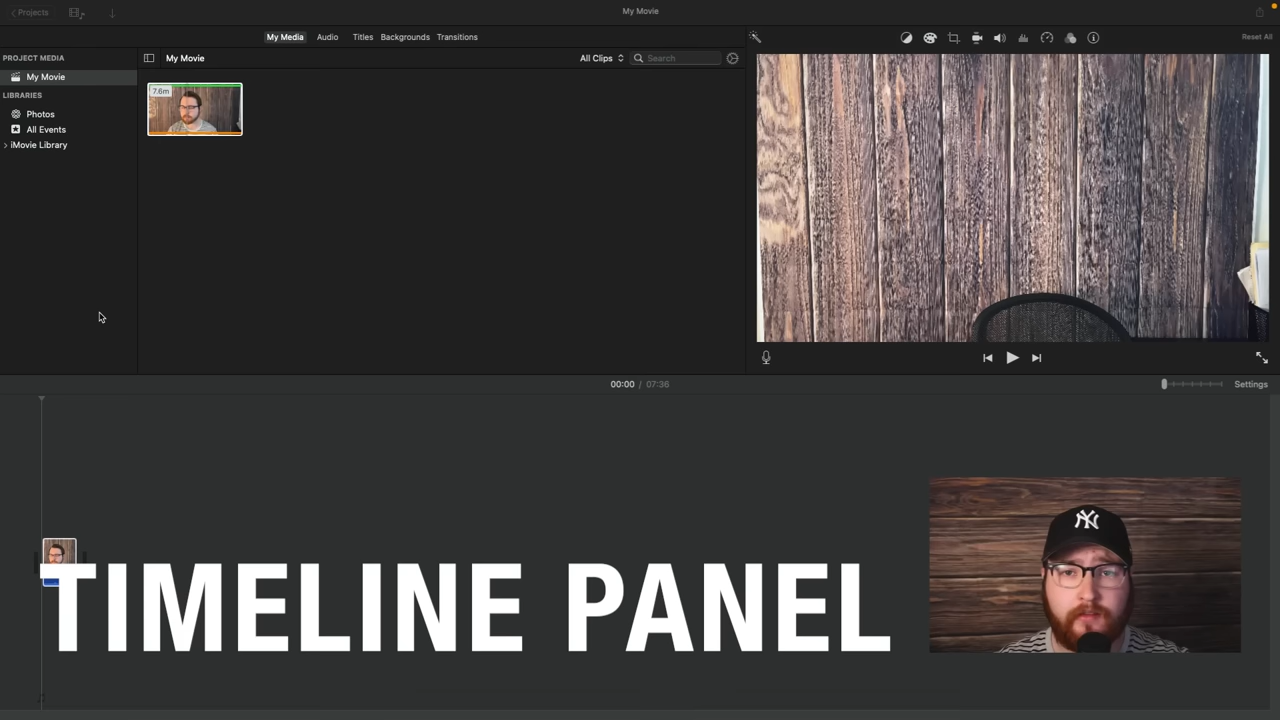 Projects
My Movie
My Media Audio Titles Backgrounds Transitions
Reset All
PROJECT MEDIA
My Movie
LIBRARIES
Photos
All Events
iMovie Library
My Movie
All Clips
Search
7.6m
00:00 / 07:36
Settings
TIMELINE PANEL
NY